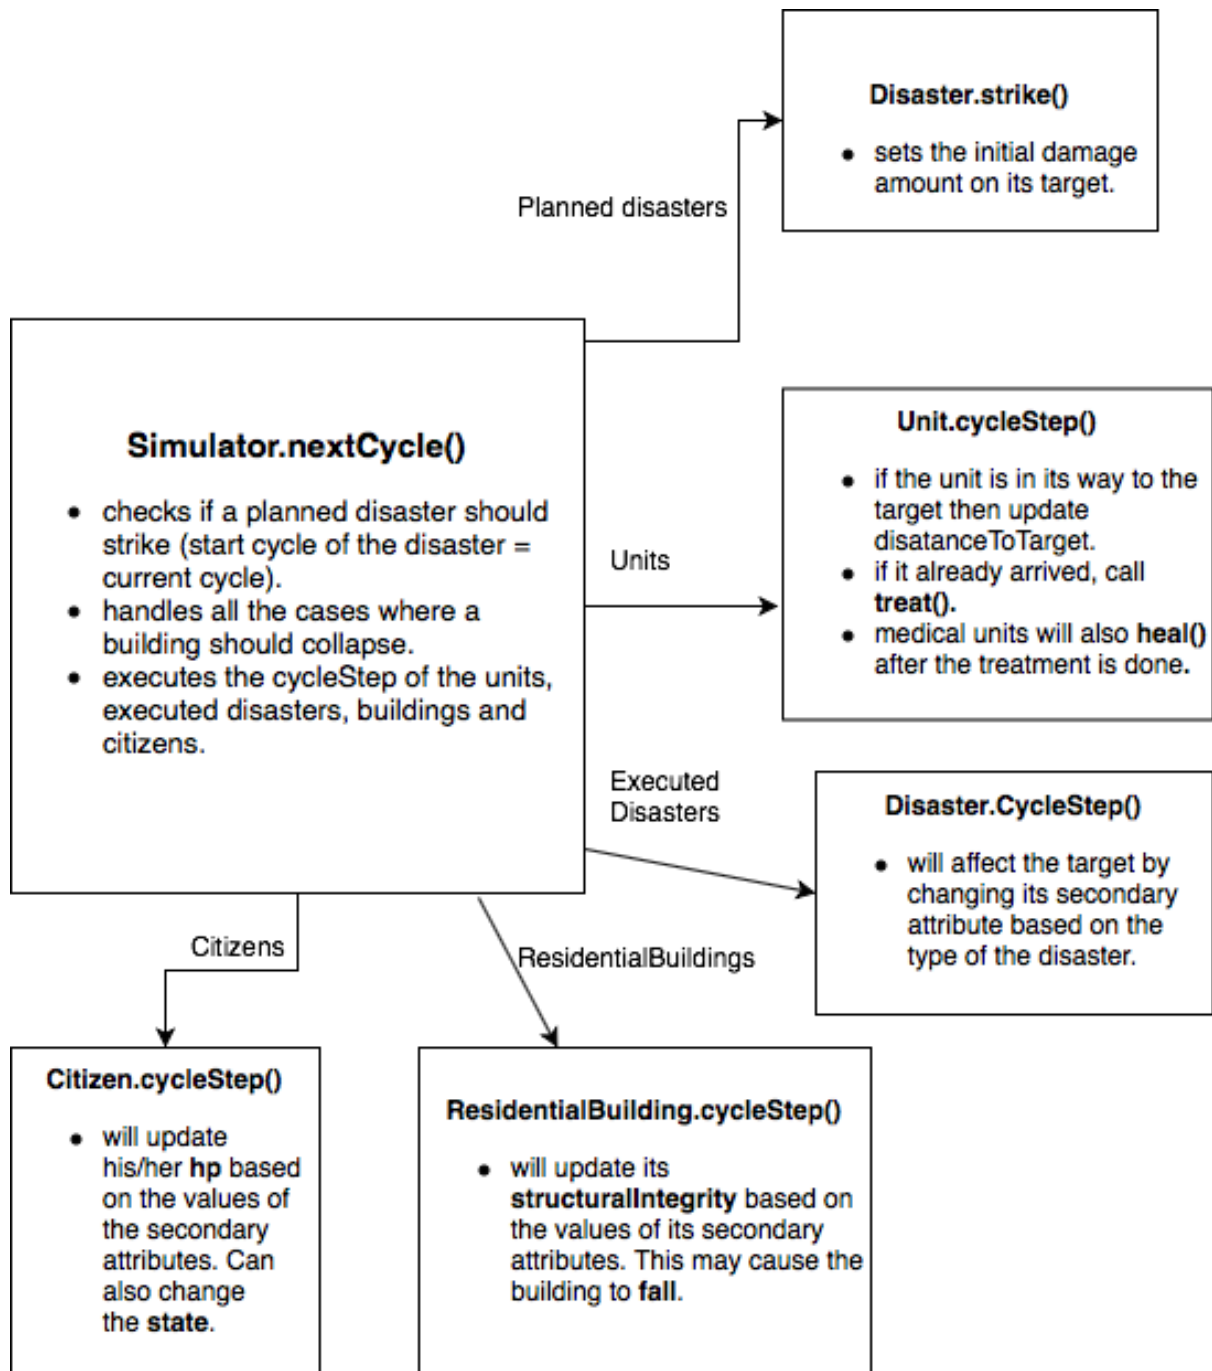 Disaster.strike()
● sets the initial damage
amount on its target.
Planned disasters
Simulator.nextCycle()
● checks if a planned disaster should
strike (start cycle of the disaster =
current cycle).
● handles all the cases where a
building should collapse.
● executes the cycleStep of the units,
executed disasters, buildings and
citizens.
Units
Unit.cycleStep()
● if the unit is in its way to the
target then update
disatanceToTarget.
● if it already arrived, call
treat().
● medical units will also heal()
after the treatment is done.
Executed
Disasters
Disaster.CycleStep()
● will affect the target by
changing its secondary
attribute based on the
type of the disaster.
Citizens
ResidentialBuildings
Citizen.cycleStep()
● will update
his/her hp based
on the values of
the secondary
attributes. Can
also change
the state.
ResidentialBuilding.cycleStep()
● will update its
structuralIntegrity based on
the values of its secondary
attributes. This may cause the
building to fall.